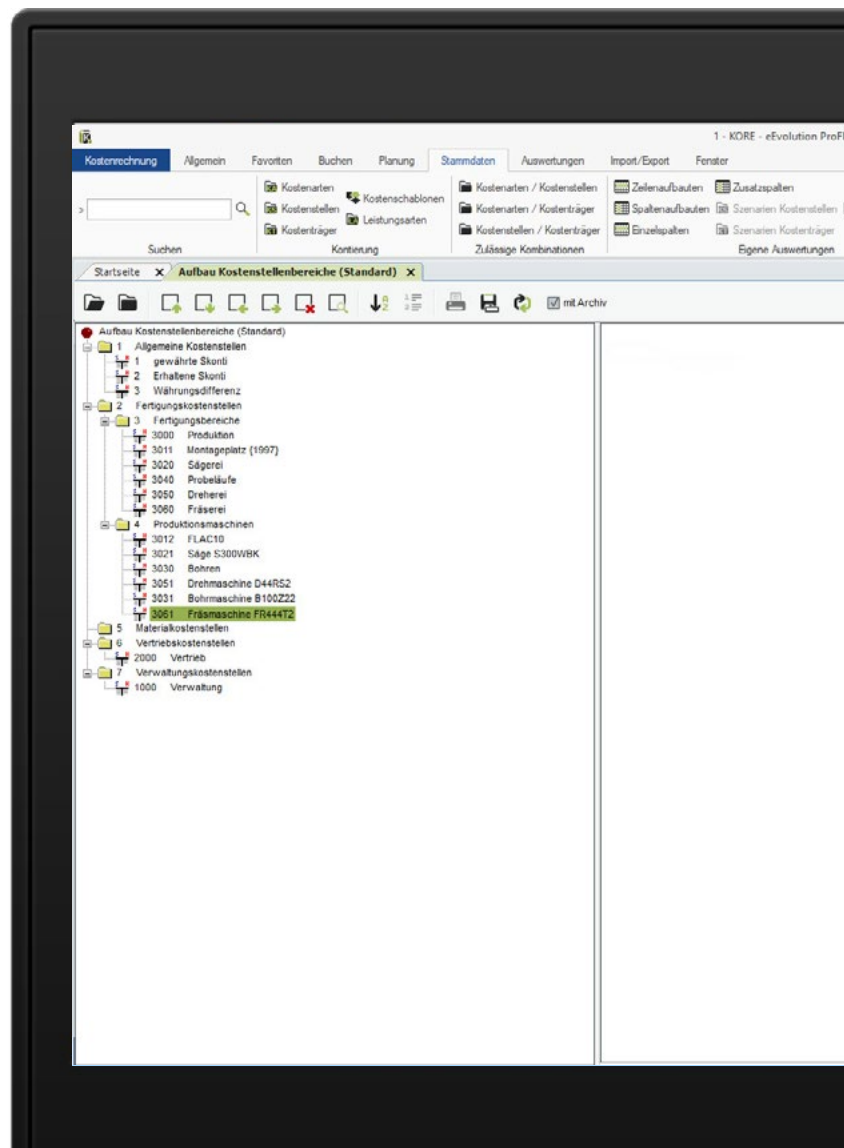 1 - KORE - eEvolution ProFI
Kostenrechnung Allgemein Favoriten Buchen Planung Stammdaten Auswertungen Import/Export Fenster
Kostenarten Kostenschablonen Kostenarten / Kostenstellen Zeilenaufbauten Zusatzspalten
> Kostenstellen Leistungsarten Kostenarten / Kostenträger Spaltenaufbauten Szenarien Kostenstellen
Kostenträger Kostenstellen / Kostenträger Einzelspalten Szenarien Kostenträger
Suchen Kontierung Zulässige Kombinationen Eigene Auswertungen
Startseite X Aufbau Kostenstellenbereiche (Standard) X
mit Archiv
Aufbau Kostenstellenbereiche (Standard)
1 Allgemeine Kostenstellen
1 gewährte Skonti
2 Erhaltene Skonti
3 Währungsdifferenz
2 Fertigungskostenstellen
3 Fertigungsbereiche
3000 Produktion
3011 Montageplatz (1997)
3020 Sägerei
3040 Probeläufe
3050 Dreherei
3060 Fräserei
4 Produktionsmaschinen
3012 FLAC10
3021 Säge S300WBK
3030 Bohren
3051 Drehmaschine D44RS2
3031 Bohrmaschine B100Z22
3061 Fräsmaschine FR444T2
5 Materialkostenstellen
6 Vertriebskostenstellen
2000 Vertrieb
7 Verwaltungskostenstellen
1000 Verwaltung